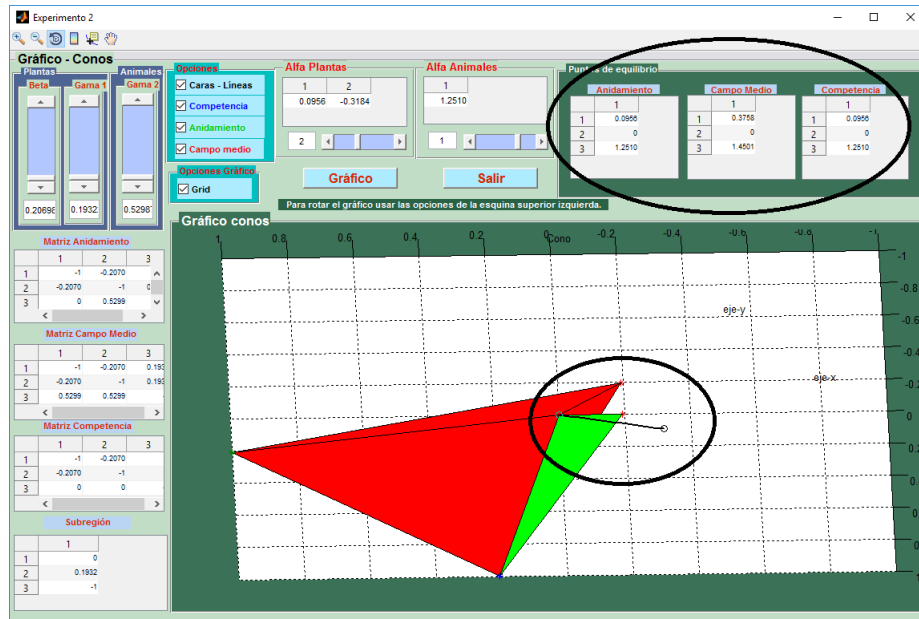 Experimento 2
Gráfico - Conos
Plantas
Animales
Beta
Gama 1
Gama 2
0.20698
0.1932
0.5298
Opciones
Caras - Lineas
Competencia
Anidamiento
Campo medio
Opciones Gráfico
Grid
Alfa Plantas
1 2
0.0956 -0.3184
2
Alfa Animales
1
1.2510
1
Gráfico
Salir
Para rotar el gráfico usar las opciones de la esquina superior izquierda.
Puntos de equilibrio
Anidamiento
1
1 0.0956
2 0
3 1.2510
Campo Medio
1
1 0.3758
2 0
3 1.4501
Competencia
1
1 0.0956
2 0
3 1.2510
Matriz Anidamiento
1 2 3
1 -1 -0.2070
2 -0.2070 -1
3 0 0.5299
Matriz Campo Medio
1 2 3
1 -1 -0.2070 0.193
2 -0.2070 -1 0.193
3 0.5299 0.5299
Matriz Competencia
1 2 3
1 -1 -0.2070
2 -0.2070 -1
3 0 0
Subregión
1
1 0
2 0.1932
3 -1
Gráfico conos
1 0.8 0.6 0.4 0.2 Cono -0.2 -0.4 -0.6
-1
-0.8
-0.6
-0.4
-0.2
0
0.2
eje-y
eje-x